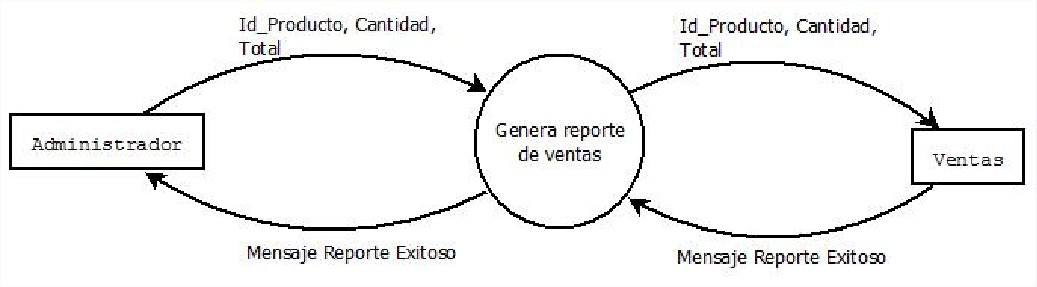 Id_Producto, Cantidad,
Total
Id_Producto, Cantidad,
Total
Administrador
Genera reporte
de ventas
Ventas
Mensaje Reporte Exitoso
Mensaje Reporte Exitoso